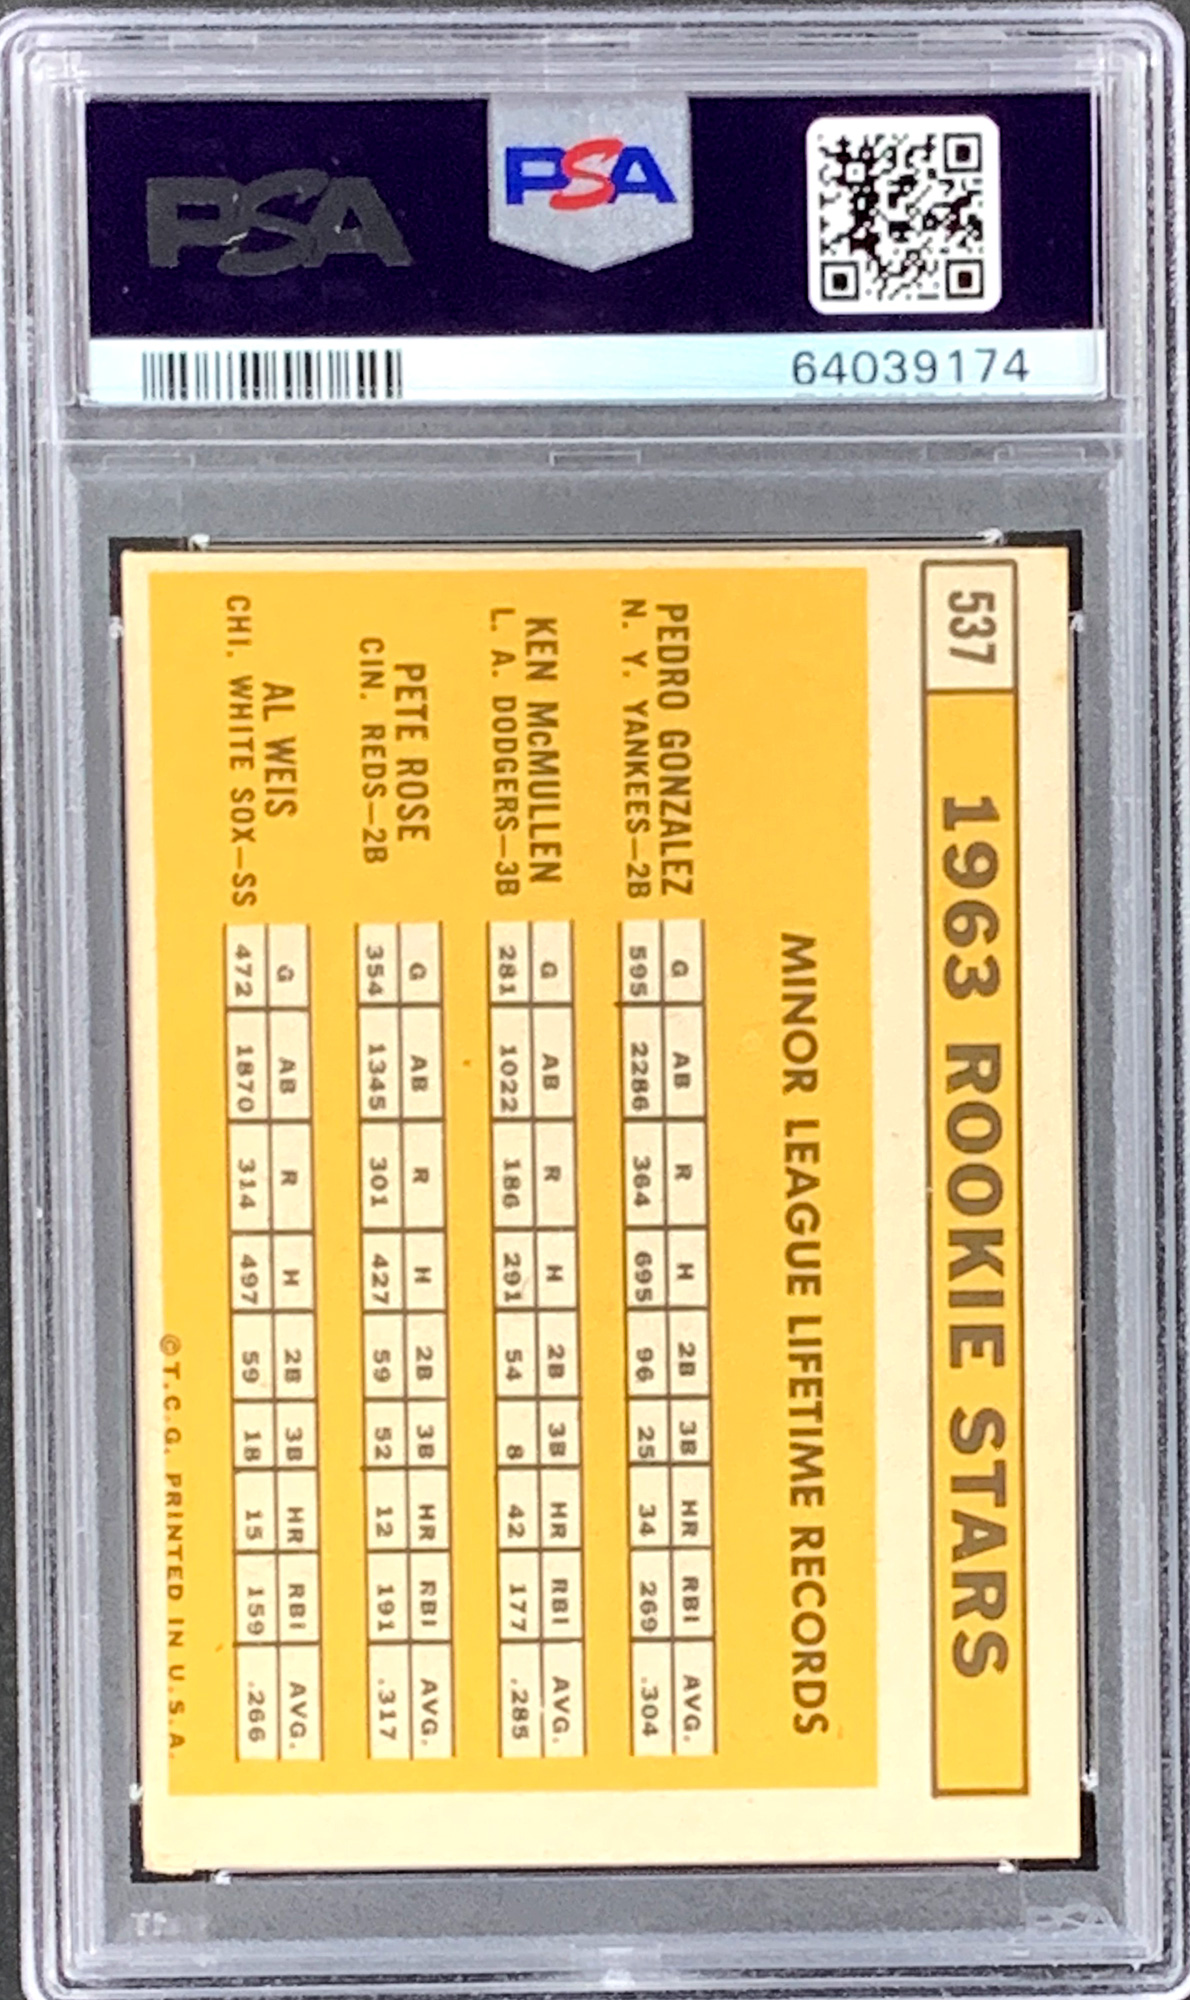 PSA
PSA
64039174
537
1963 ROOKIE STARS
MINOR LEAGUE LIFETIME RECORDS
PEDRO GONZALEZ
N. Y. YANKEES—2B
G AB R H 2B 3B HR RBI AVG.
595 2286 364 695 96 25 34 269 .304
KEN McMULLEN
L. A. DODGERS—3B
G AB R H 2B 3B HR RBI AVG.
281 1022 186 291 54 8 42 177 .285
PETE ROSE
CIN. REDS—2B
G AB R H 2B 3B HR RBI AVG.
354 1345 301 427 59 52 12 191 .317
AL WEIS
CHI. WHITE SOX—SS
G AB R H 2B 3B HR RBI AVG.
472 1870 314 497 59 18 15 159 .266
©T.C.G. PRINTED IN U.S.A.
PSA